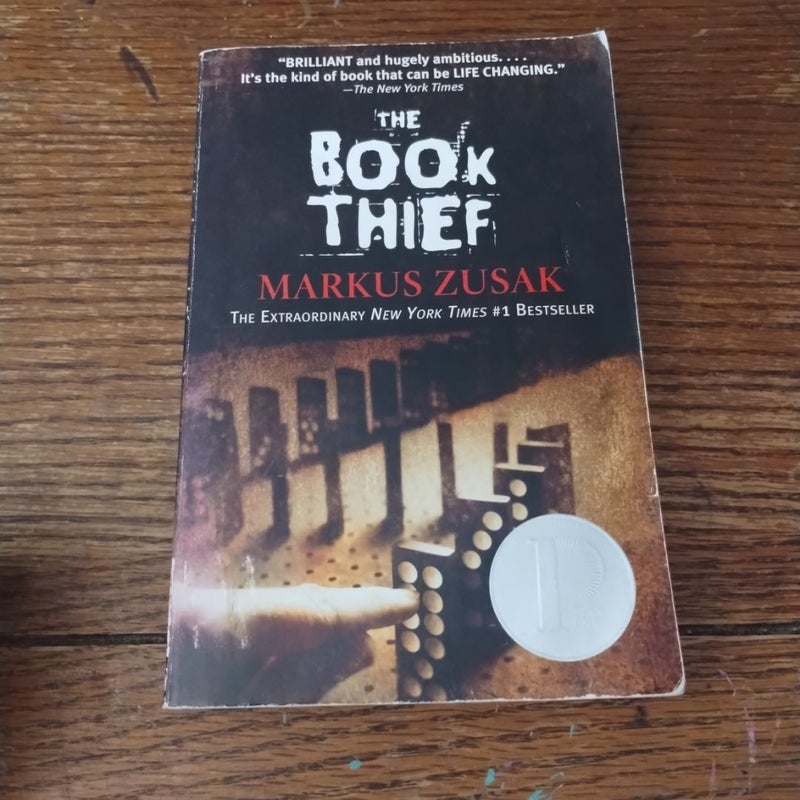 “BRILLIANT and hugely ambitious. . . .
It’s the kind of book that can be LIFE CHANGING.”
—The New York Times
THE
BOOK
THIEF
MARKUS ZUSAK
THE EXTRAORDINARY NEW YORK TIMES #1 BESTSELLER
P